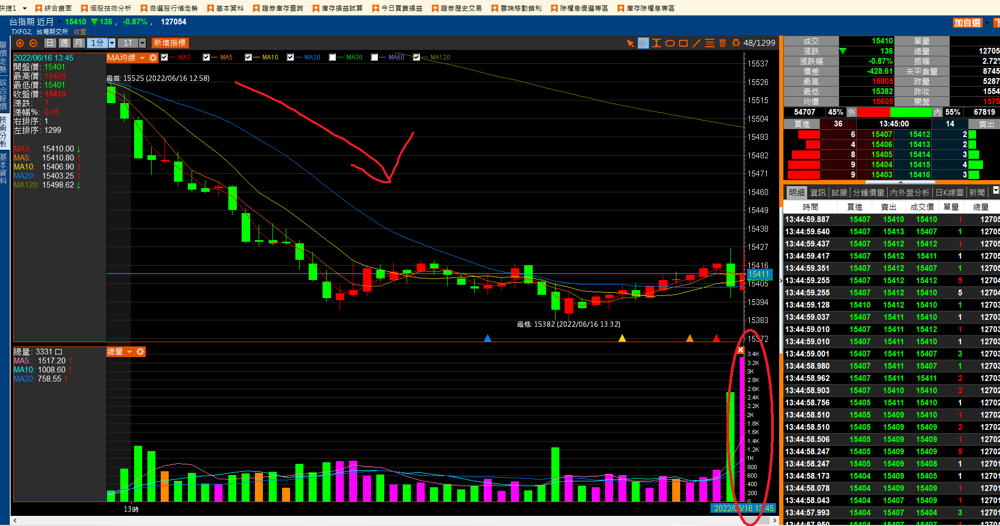 快捷1 綜合畫面 個股技術分析 自選股行情走勢 基本資料 證券庫存查詢 庫存損益試算 今日買賣損益 證券歷史交易 雲端移動鎖利 除權息優選專區 庫存除權息專區
台指期 近月 15410 ▼136 , -0.87% , 127054 加自選
TXFG2, 台灣期交所 收盤
日 週 月 1分 1T 新增指標 48/1299
量價走勢
綜合報價
技術分析
基本資料
MA均線 MA3 MA5 MA10 MA20 MA30 MA60 MA120
2022/06/16 13:45
開盤價: 15401
最高價: 15424
最低價: 15401
收盤價: 15410
漲跌: 7
漲幅%: 0.05
右排序: 1
左排序: 1299
MA3: 15410.00 ↓
MA5: 15410.80 ↑
MA10: 15406.90 ↑
MA20: 15403.25 ↑
MA120: 15498.62 ↓
最高: 15525 (2022/06/16 12:58)
最低: 15382 (2022/06/16 13:32)
15537
15526
15515
15504
15493
15482
15471
15460
15449
15438
15427
15416
15411
15405
15394
15383
15372
總量: 3331 口
MA5: 1517.20 ↑
MA10: 1008.60 ↑
MA20: 758.55 ↑
總量
3.4K
3.2K
3K
2.8K
2.6K
2.4K
2.2K
2K
1.8K
1.6K
1.4K
1.2K
1K
800
600
400
200
0
13時
2022/06/16 13:45
成交 15410 單量
漲跌 ▼ 136 總量 12705
漲跌幅 -0.87% 振幅 2.72%
價差 -428.61 未平倉量 8745
最高 15805 昨量 5287
最低 15382 昨收 1554
均價 15605 開盤 1575
54707 45% 外 內 55% 67819
買進 36 13:45:00 14 賣出
6 15407 15412 2
4 15406 15413 2
8 15405 15414 3
9 15404 15415 4
9 15403 15416 3
明細 資訊 試撮 分鐘價量 內外盤分析 日K線圖 新聞
時間 買進 賣出 成交價 單量 總量
13:44:59.887 15407 15410 15410 1 12705
13:44:59.640 15407 15413 15407 1 12705
13:44:59.437 15407 15412 15412 1 12705
13:44:59.417 15407 15412 15411 1 12705
13:44:59.351 15407 15412 15407 1 12705
13:44:59.255 15407 15412 15412 5 12704
13:44:59.255 15407 15412 15410 5 12704
13:44:59.128 15410 15412 15410 1 12703
13:44:59.037 15407 15411 15410 1 12703
13:44:59.010 15407 15411 15412 1 12703
13:44:59.010 15407 15411 15410 1 12703
13:44:59.001 15407 15411 15407 3 12703
13:44:58.980 15407 15411 15407 1 12703
13:44:58.962 15407 15411 15411 2 12703
13:44:58.903 15407 15410 15410 2 12702
13:44:58.756 15405 15411 15410 1 12702
13:44:58.510 15405 15409 15410 1 12702
13:44:58.510 15405 15409 15409 2 12702
13:44:58.506 15405 15409 15409 1 12702
13:44:58.247 15405 15409 15409 5 12702
13:44:58.247 15405 15409 15408 1 12701
13:44:58.173 15404 15409 15405 1 12701
13:44:58.078 15404 15409 15409 1 12701
13:44:58.043 15404 15407 15409 1 12701
13:44:57.993 15404 15407 15404 3 12701